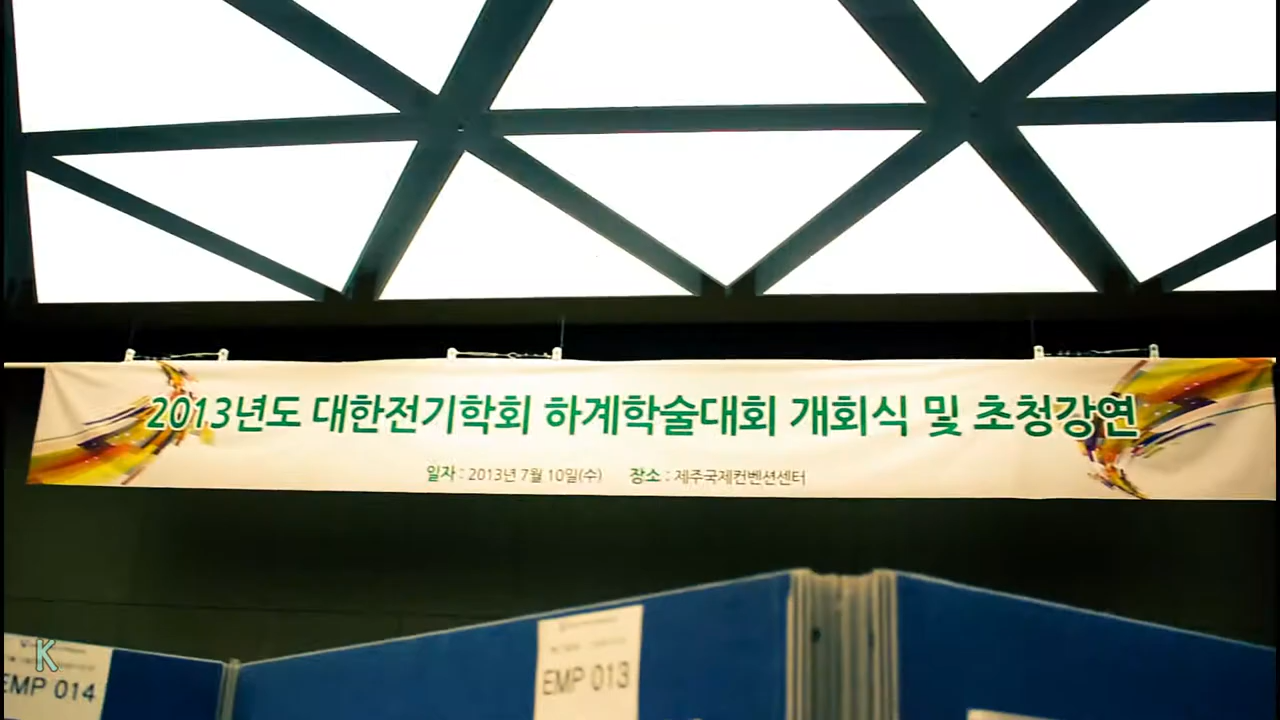 2013년도 대한전기학회 하계학술대회 개회식 및 초청강연
일자 : 2013년 7월 10일(수) 장소 : 제주국제컨벤션센터
EMP 013
EMP 014
K